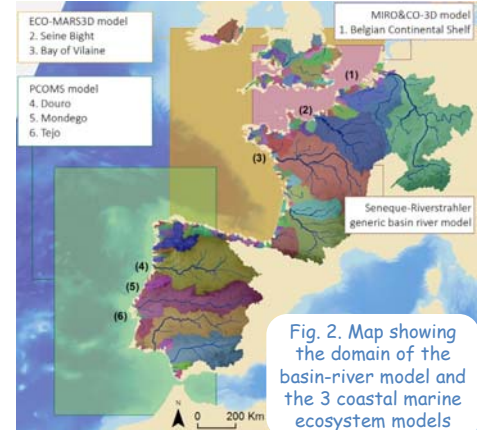 ECO-MARS3D model
2. Seine Bight
3. Bay of Vilaine
MIRO&CO-3D model
1. Belgian Continental Shelf
PCOMS model
4. Douro
5. Mondego
6. Tejo
(1)
(2)
(3)
Seneque-Riverstrahler
generic basin river model
(4)
(5)
(6)
N
0 200 Km
Fig. 2. Map showing
the domain of the
basin-river model and
the 3 coastal marine
ecosystem models